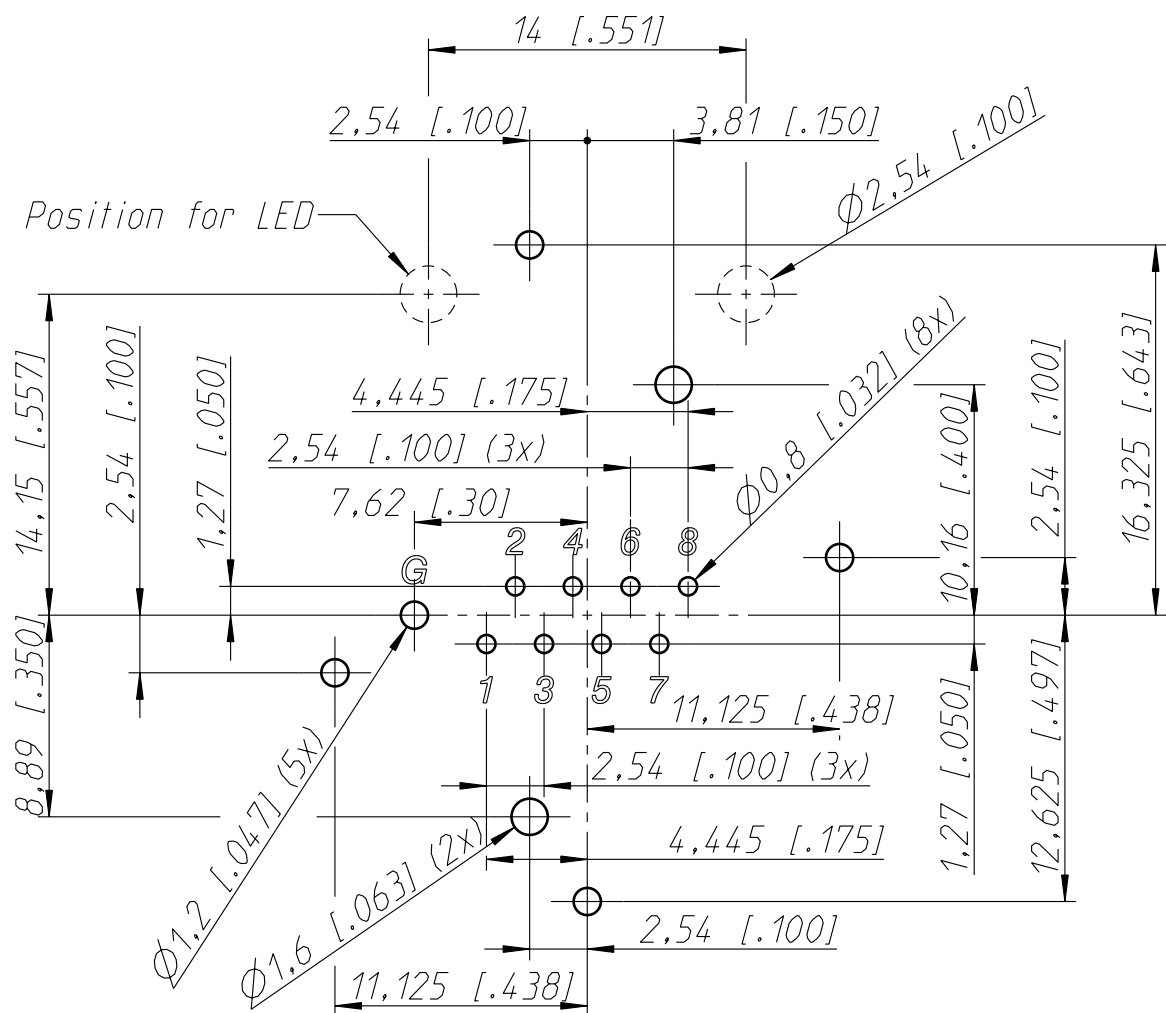 14 [.551]
2,54 [.100]
3,81 [.150]
Ø2,54 [.100]
Position for LED
14,15 [.557]
2,54 [.100]
1,27 [.050]
4,445 [.175]
2,54 [.100] (3x)
7,62 [.30]
Ø0,8 [.032] (8x)
10,16 [.400]
2,54 [.100]
16,325 [.643]
2 4 6 8
G
1 3 5 7
8,89 [.350]
11,125 [.438]
2,54 [.100] (3x)
1,27 [.050]
12,625 [.497]
4,445 [.175]
Ø1,2 [.047] (5x)
Ø1,6 [.063] (2x)
2,54 [.100]
11,125 [.438]